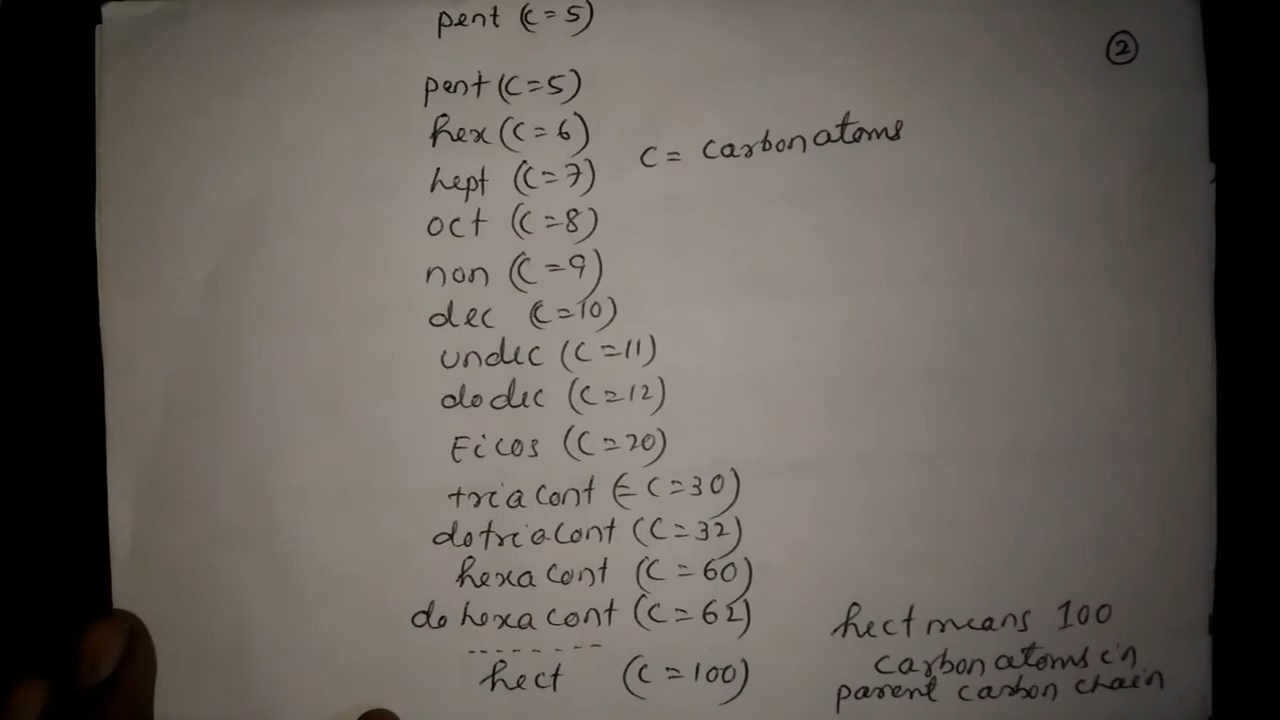 pent (C=5)
②
pent (C=5)
hex (C=6)
C = carbon atoms
hept (C=7)
oct (C=8)
non (C=9)
dec (C=10)
undec (C=11)
dodec (C=12)
Eicos (C=20)
triacont (C=30)
dotriacont (C=32)
hexacont (C=60)
dohexacont (C=62)
hect means 100
--------
carbon atoms in
hect (C=100)
parent carbon chain